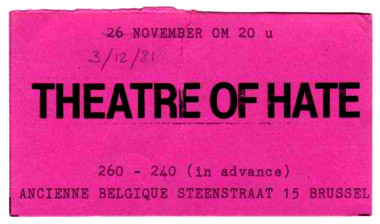 26 NOVEMBER OM 20 u
3/12/81
THEATRE OF HATE
260 - 240 (in advance)
ANCIENNE BELGIQUE STEENSTRAAT 15 BRUSSEL